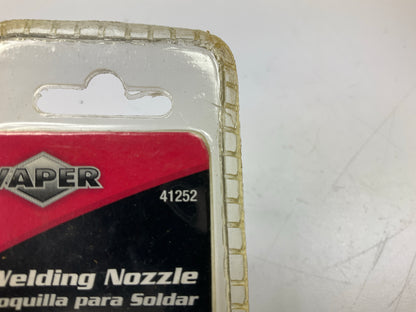 VAPER
41252
Welding Nozzle
oquilla para Soldar